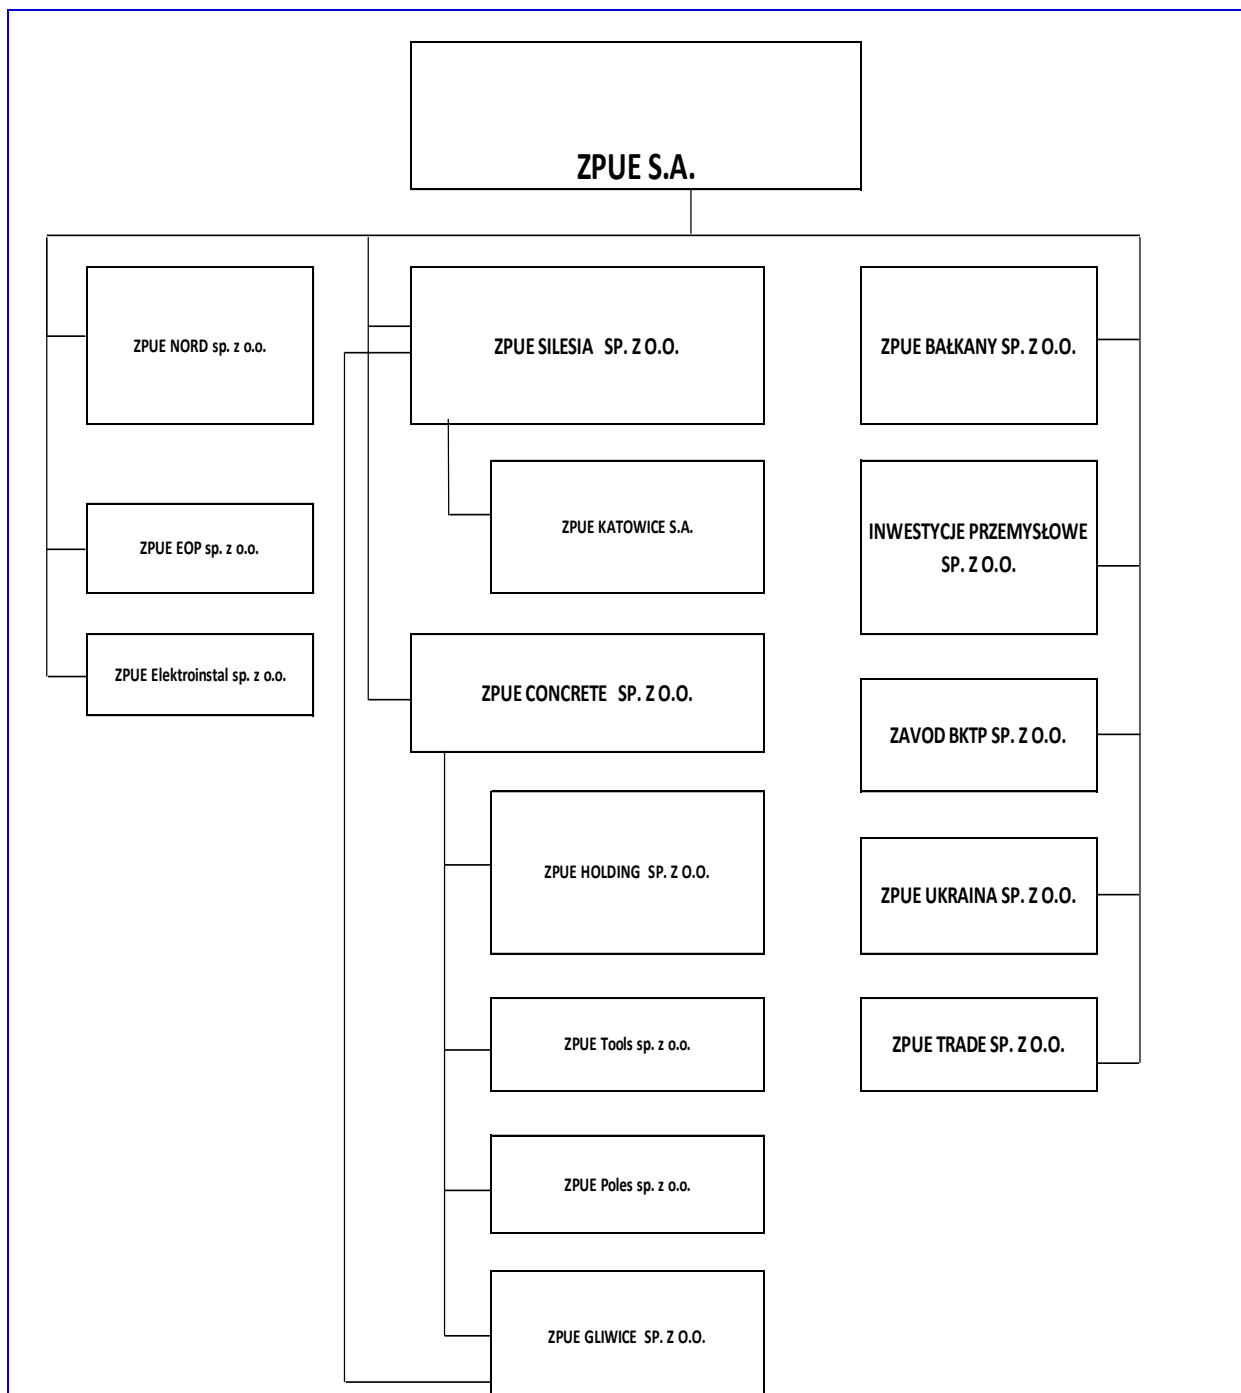 ZPUE S.A.
ZPUE NORD sp. z o.o.
ZPUE EOP sp. z o.o.
ZPUE Elektroinstal sp. z o.o.
ZPUE SILESIA SP. Z O.O.
ZPUE KATOWICE S.A.
ZPUE CONCRETE SP. Z O.O.
ZPUE HOLDING SP. Z O.O.
ZPUE Tools sp. z o.o.
ZPUE Poles sp. z o.o.
ZPUE GLIWICE SP. Z O.O.
ZPUE BAŁKANY SP. Z O.O.
INWESTYCJE PRZEMYSŁOWE
SP. Z O.O.
ZAVOD BKTP SP. Z O.O.
ZPUE UKRAINA SP. Z O.O.
ZPUE TRADE SP. Z O.O.